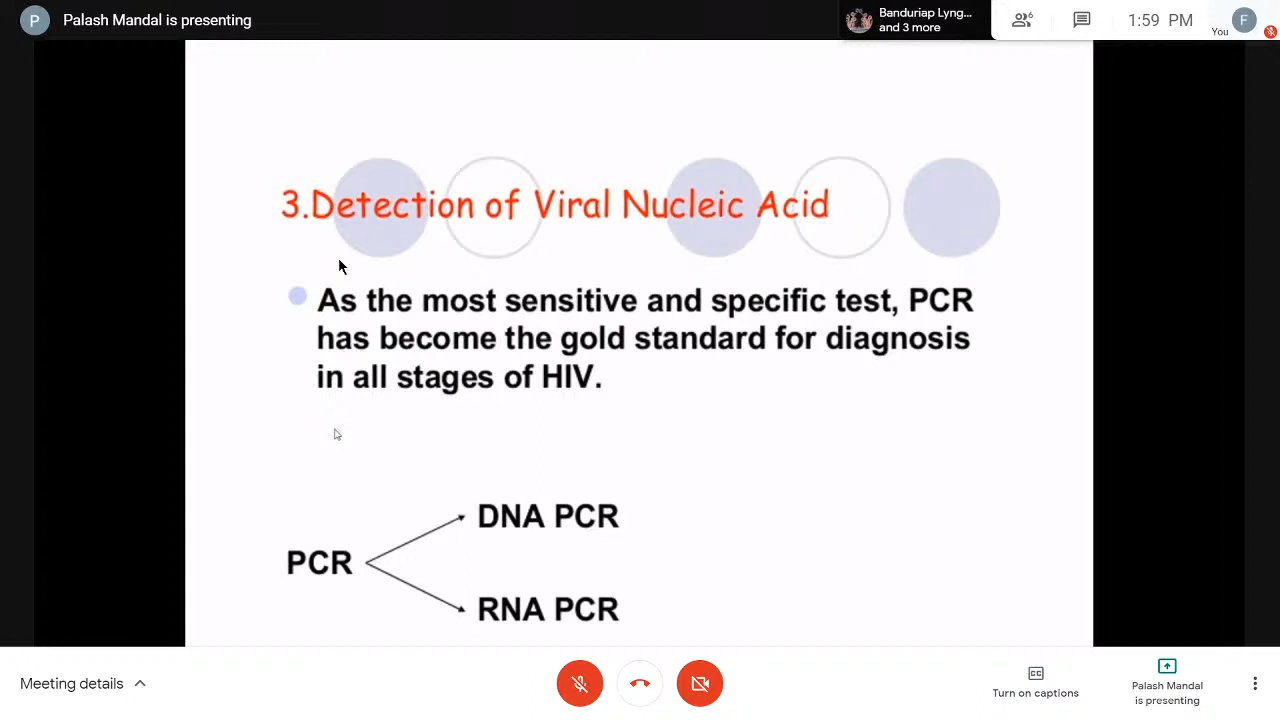 P
Palash Mandal is presenting
Banduriap Lyng...
and 3 more
6
1:59 PM
You
F
3.Detection of Viral Nucleic Acid
As the most sensitive and specific test, PCR
has become the gold standard for diagnosis
in all stages of HIV.
DNA PCR
PCR
RNA PCR
Meeting details
CC
Turn on captions
Palash Mandal
is presenting